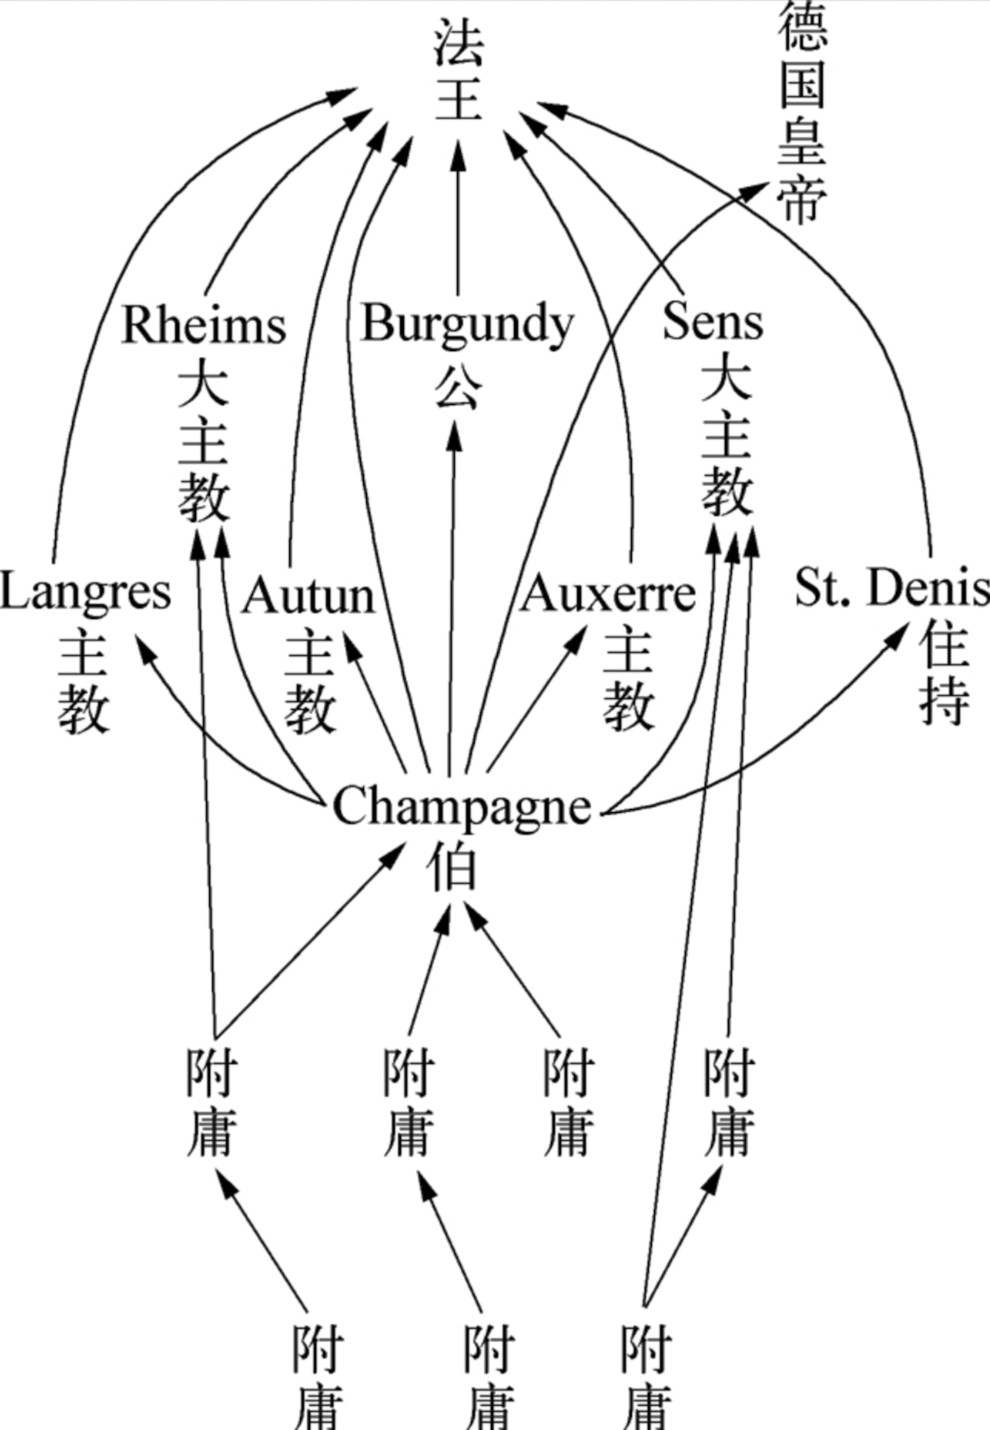 法王
德国皇帝
Rheims
大主教
Burgundy
公
Sens
大主教
Langres
主教
Autun
主教
Auxerre
主教
St. Denis
住持
Champagne
伯
附庸
附庸
附庸
附庸
附庸
附庸
附庸